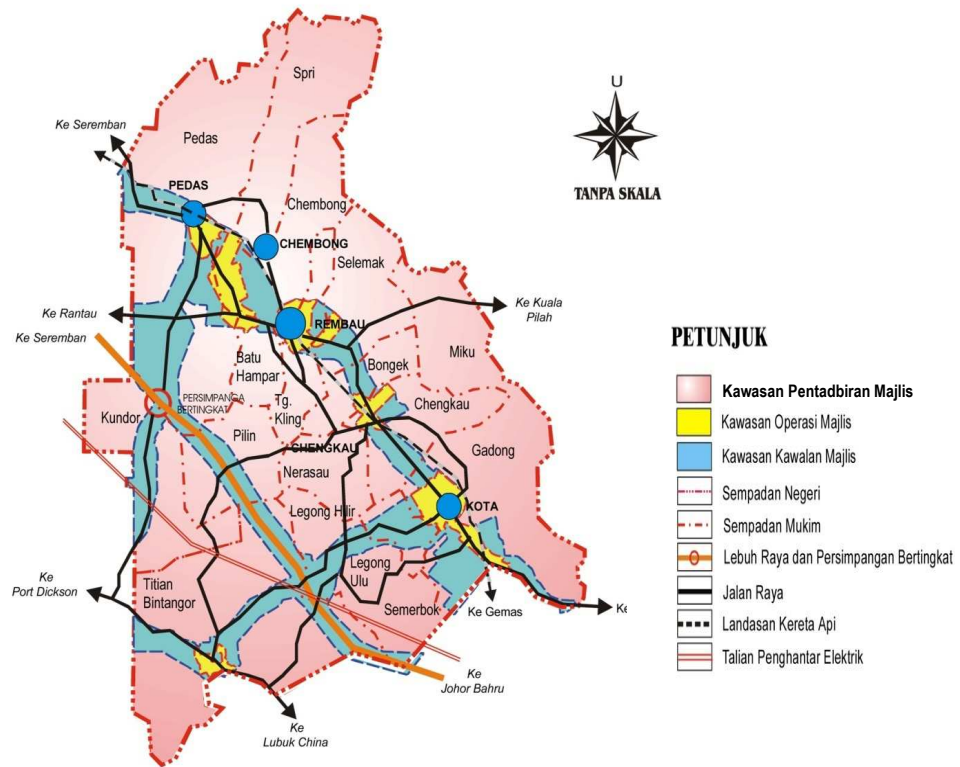 U
TANPA SKALA
Spri
Ke Seremban
Pedas
PEDAS
Chembong
CHEMBONG
Selemak
Ke Rantau
REMBAU
Ke Kuala
Pilah
Ke Seremban
Batu
Hampar
Bongek
Miku
Kundor
PERSIMPANGA
BERTINGKAT
Tg.
Kling
Chengkau
Pilin
CHENGKAU
Gadong
Nerasau
Legong Hilir
KOTA
Legong
Ulu
Ke
Port Dickson
Titian
Bintangor
Semerbok
Ke Gemas
Ke
Ke
Johor Bahru
Ke
Lubuk China
PETUNJUK
Kawasan Pentadbiran Majlis
Kawasan Operasi Majlis
Kawasan Kawalan Majlis
Sempadan Negeri
Sempadan Mukim
Lebuh Raya dan Persimpangan Bertingkat
Jalan Raya
Landasan Kereta Api
Talian Penghantar Elektrik